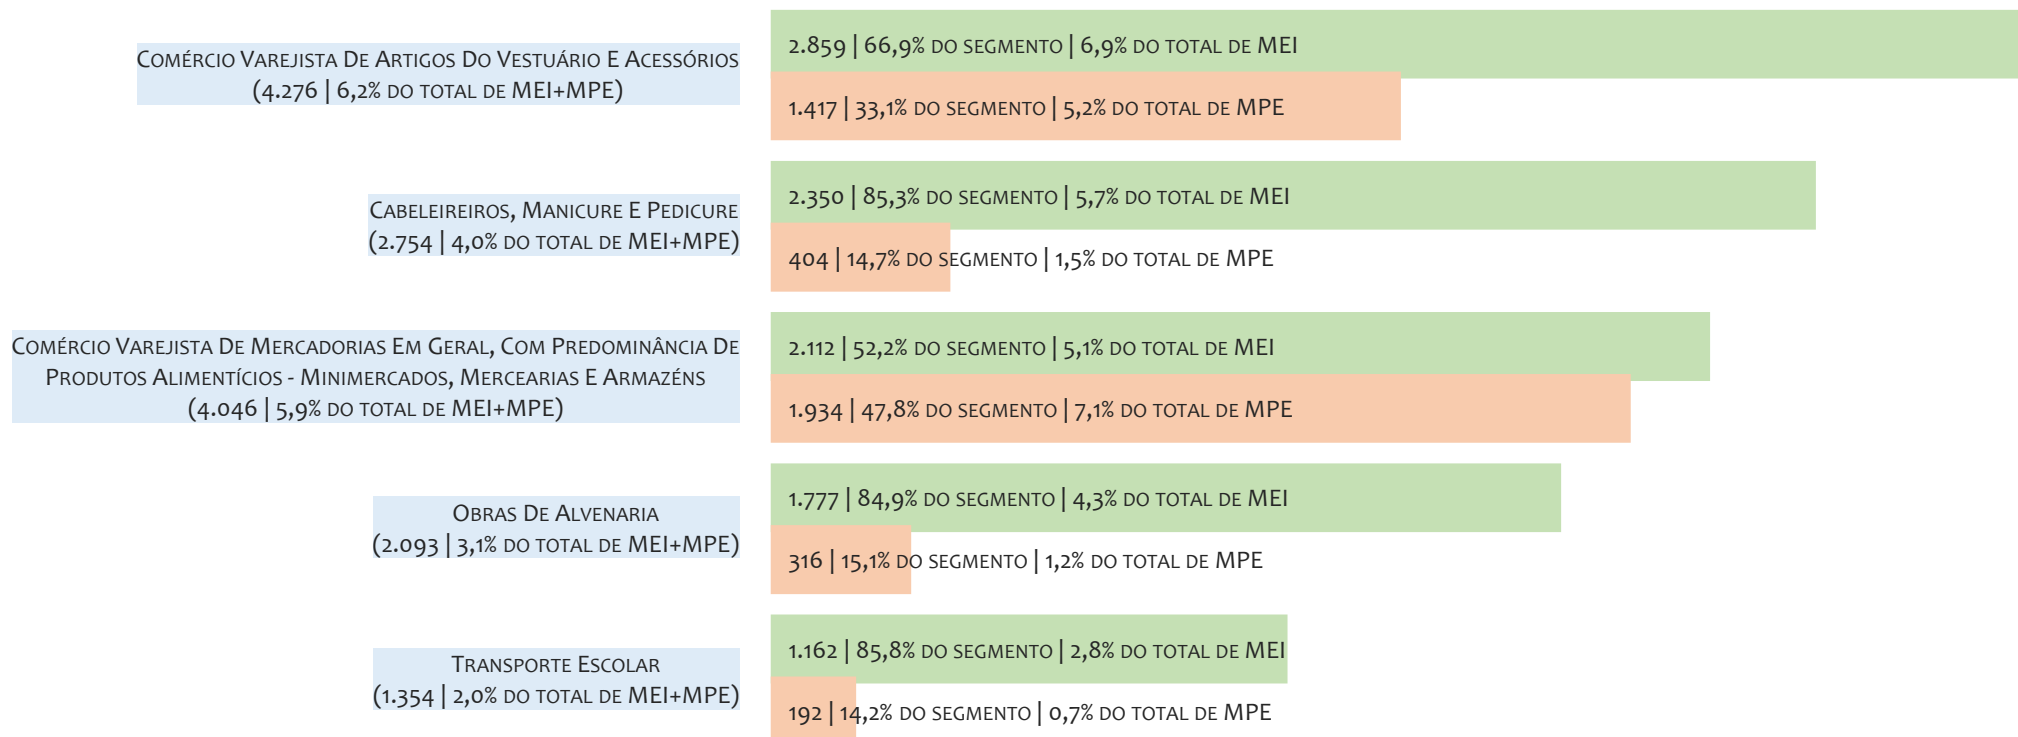 Comércio Varejista De Artigos Do Vestuário E Acessórios
(4.276 | 6,2% do total de MEI+MPE)
2.859 | 66,9% do segmento | 6,9% do total de MEI
1.417 | 33,1% do segmento | 5,2% do total de MPE
Cabeleireiros, Manicure E Pedicure
(2.754 | 4,0% do total de MEI+MPE)
2.350 | 85,3% do segmento | 5,7% do total de MEI
404 | 14,7% do segmento | 1,5% do total de MPE
Comércio Varejista De Mercadorias Em Geral, Com Predominância De
Produtos Alimentícios - Minimercados, Mercearias E Armazéns
(4.046 | 5,9% do total de MEI+MPE)
2.112 | 52,2% do segmento | 5,1% do total de MEI
1.934 | 47,8% do segmento | 7,1% do total de MPE
Obras De Alvenaria
(2.093 | 3,1% do total de MEI+MPE)
1.777 | 84,9% do segmento | 4,3% do total de MEI
316 | 15,1% do segmento | 1,2% do total de MPE
Transporte Escolar
(1.354 | 2,0% do total de MEI+MPE)
1.162 | 85,8% do segmento | 2,8% do total de MEI
192 | 14,2% do segmento | 0,7% do total de MPE